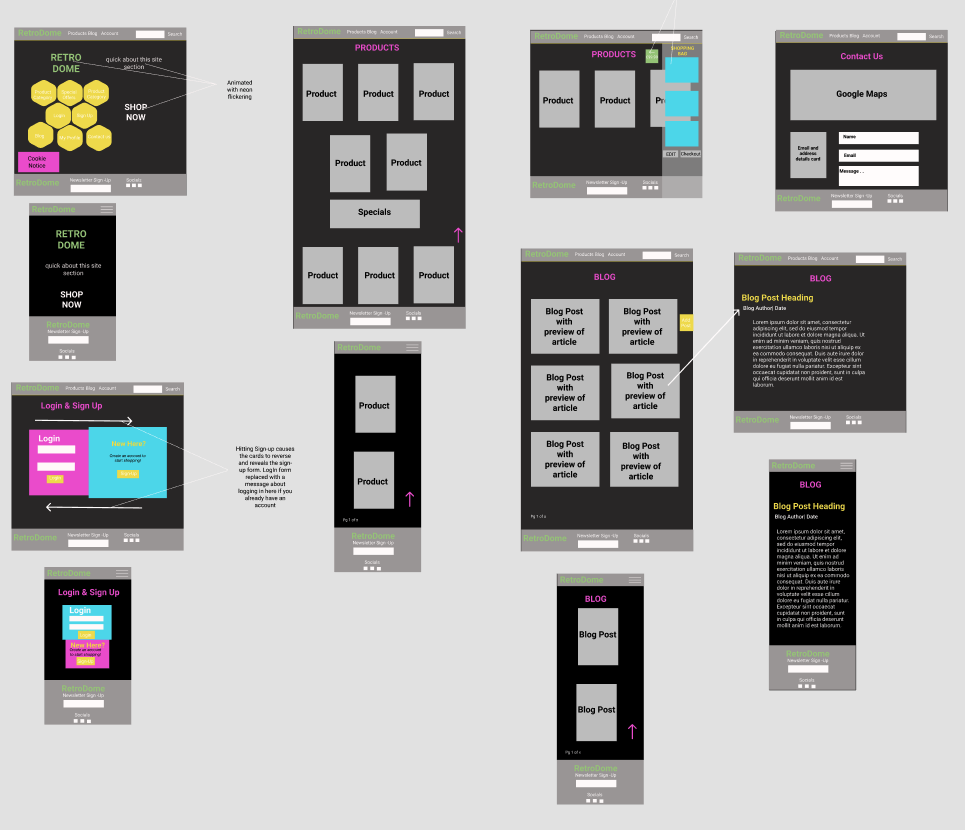 RetroDome Products Blog Account Search
RETRO
DOME
quick about this site
section
Product
Category
Special
Offers
Product
Category
Login
Sign Up
Blog
My Profile
Contact Us
SHOP
NOW
Cookie
Notice
RetroDome Newsletter Sign-Up Socials
Animated
with neon
flickering
RetroDome
RETRO
DOME
quick about this site
section
SHOP
NOW
RetroDome
Newsletter Sign-Up
Socials
RetroDome Products Blog Account Search
Login & Sign Up
Login
Login
New Here?
Create an account to
start shopping!
Sign Up
RetroDome Newsletter Sign-Up Socials
Hitting Sign-up causes
the cards to reverse
and reveals the sign-
up form. Login form
replaced with a
message about
logging in here if you
already have an
account
RetroDome
Login & Sign Up
Login
Login
New Here?
Create an account
to start shopping!
Sign Up
RetroDome
Newsletter Sign-Up
Socials
RetroDome Products Blog Account Search
PRODUCTS
Product Product Product
Product Product
Specials
Product Product Product
RetroDome Newsletter Sign-Up Socials
RetroDome
Product
Product
Pg 1 of x
RetroDome
Newsletter Sign-Up
Socials
RetroDome Products Blog Account Search
PRODUCTS
SHOPPING
BAG
Product Product Pr
EDIT Checkout
RetroDome Newsletter Sign-Up Socials
RetroDome Products Blog Account Search
Contact Us
Google Maps
Email and
address
details card
Name
Email
Message . .
RetroDome Newsletter Sign-Up Socials
RetroDome Products Blog Account Search
BLOG
Blog Post
with
preview of
article
Blog Post
with
preview of
article
Blog Post
with
preview of
article
Blog Post
with
preview of
article
Blog Post
with
preview of
article
Blog Post
with
preview of
article
Pg 1 of x
RetroDome Newsletter Sign-Up Socials
RetroDome Products Blog Account Search
BLOG
Blog Post Heading
Blog Author| Date
Lorem ipsum dolor sit amet, consectetur
adipiscing elit, sed do eiusmod tempor
incididunt ut labore et dolore magna aliqua. Ut
enim ad minim veniam, quis nostrud
exercitation ullamco laboris nisi ut aliquip ex
ea commodo consequat. Duis aute irure dolor
in reprehenderit in voluptate velit esse cillum
dolore eu fugiat nulla pariatur. Excepteur sint
occaecat cupidatat non proident, sunt in culpa
qui officia deserunt mollit anim id est
laborum.
RetroDome Newsletter Sign-Up Socials
RetroDome
BLOG
Blog Post Heading
Blog Author| Date
Lorem ipsum dolor sit amet,
consectetur adipiscing elit,
sed do eiusmod tempor
incididunt ut labore et dolore
magna aliqua. Ut enim ad
minim veniam, quis nostrud
exercitation ullamco laboris
nisi ut aliquip ex ea commodo
consequat. Duis aute irure
dolor in reprehenderit in
voluptate velit esse cillum
dolore eu fugiat nulla pariatur.
Excepteur sint occaecat
cupidatat non proident, sunt
in culpa qui officia deserunt
mollit anim id est laborum.
RetroDome
Newsletter Sign-Up
Socials
RetroDome
BLOG
Blog Post
Blog Post
Pg 1 of x
RetroDome
Newsletter Sign-Up
Socials